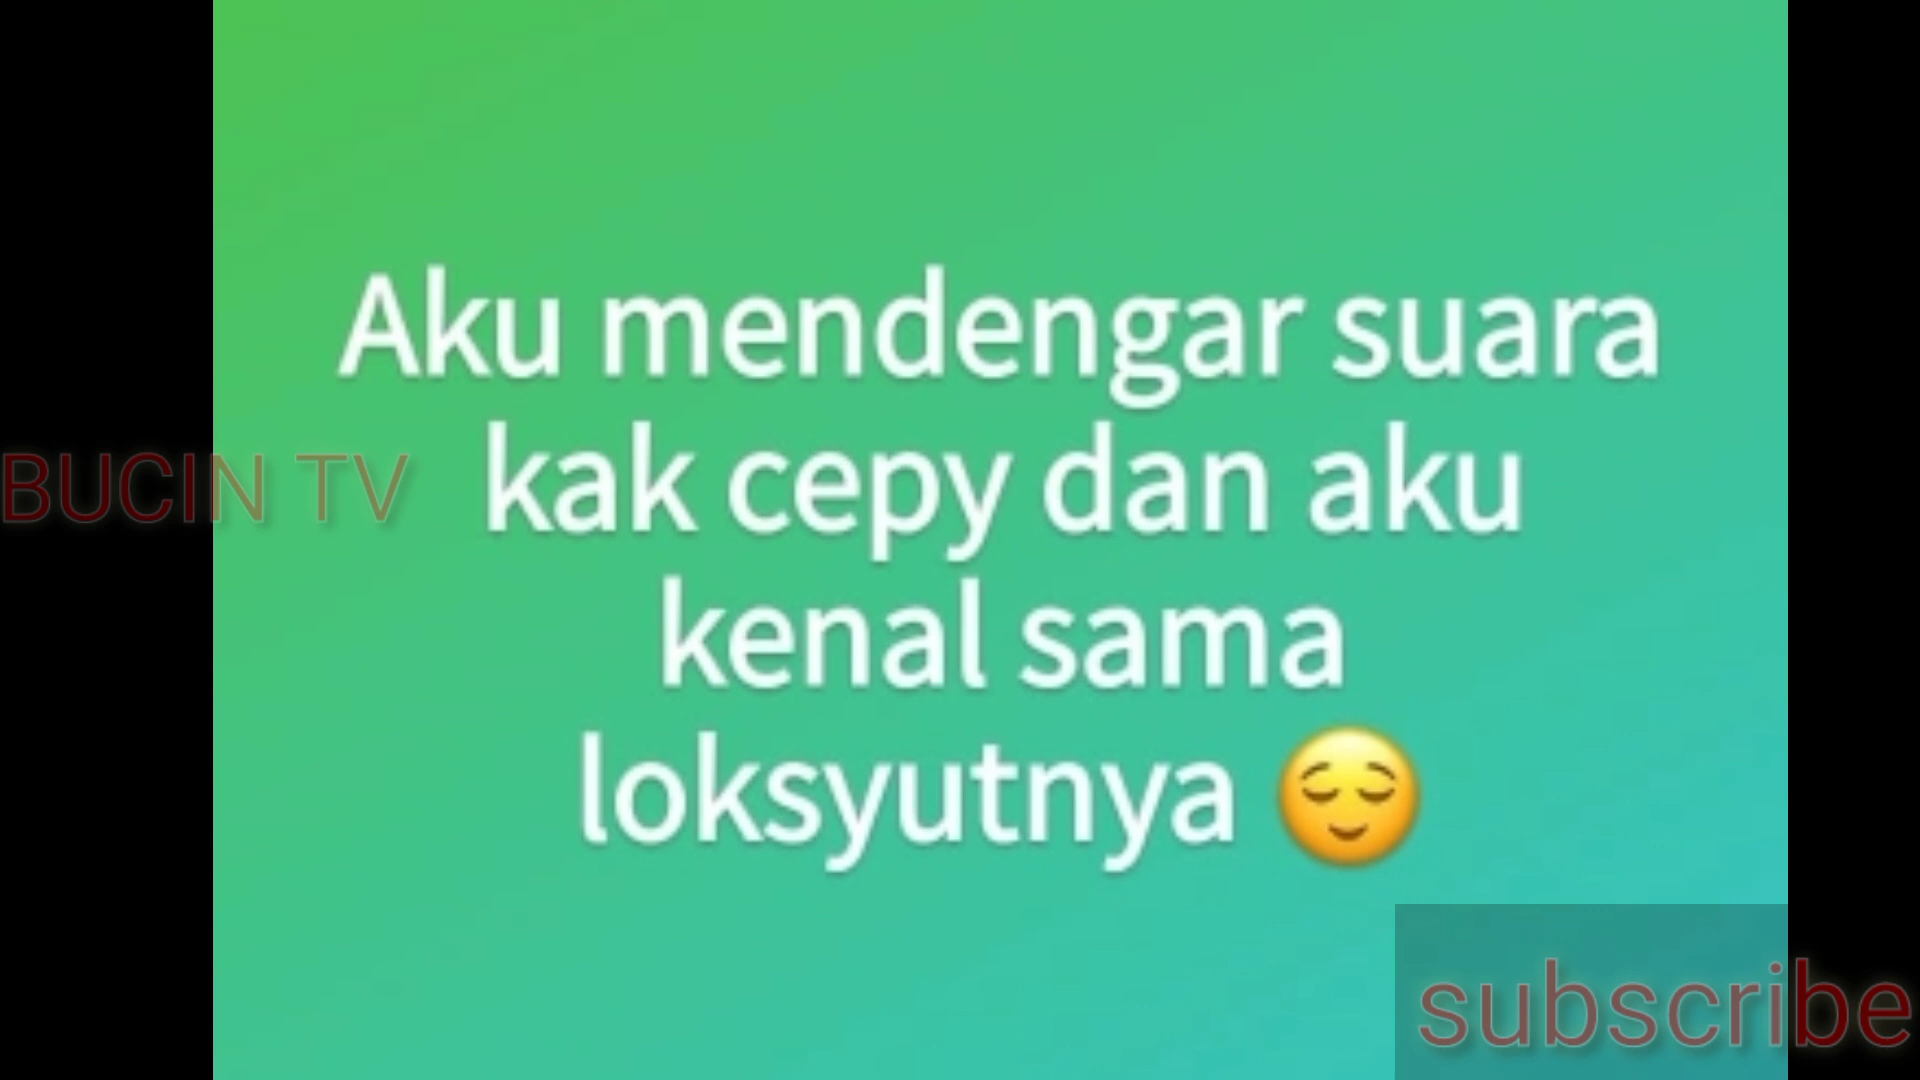 Aku mendengar suara
kak cepy dan aku
kenal sama
loksyutnya 😌
BUCIN TV
subscribe